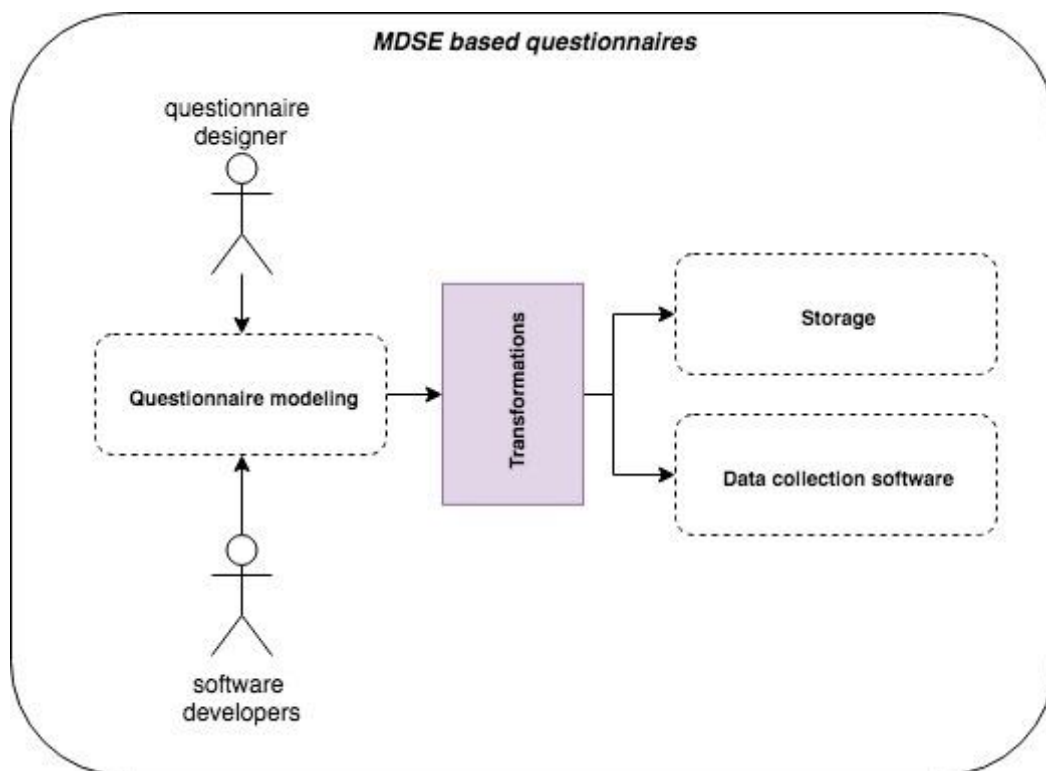 MDSE based questionnaires
questionnaire
designer
Questionnaire modeling
Transformations
Storage
Data collection software
software
developers